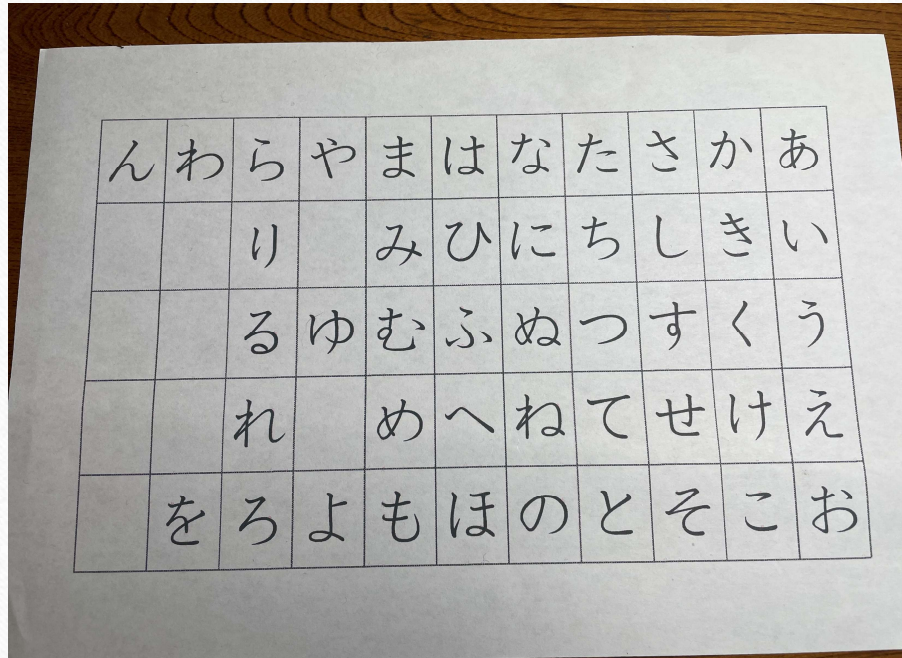 あいうえお
かきくけこ
さしすせそ
たちつてと
なにぬねの
はひふへほ
まみむめも
やゆよ
らりるれろ
わを
ん